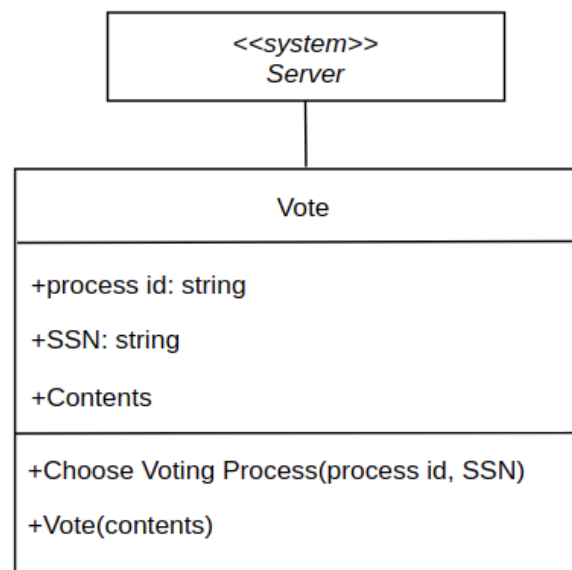 <<system>>
Server
Vote
+process id: string
+SSN: string
+Contents
+Choose Voting Process(process id, SSN)
+Vote(contents)